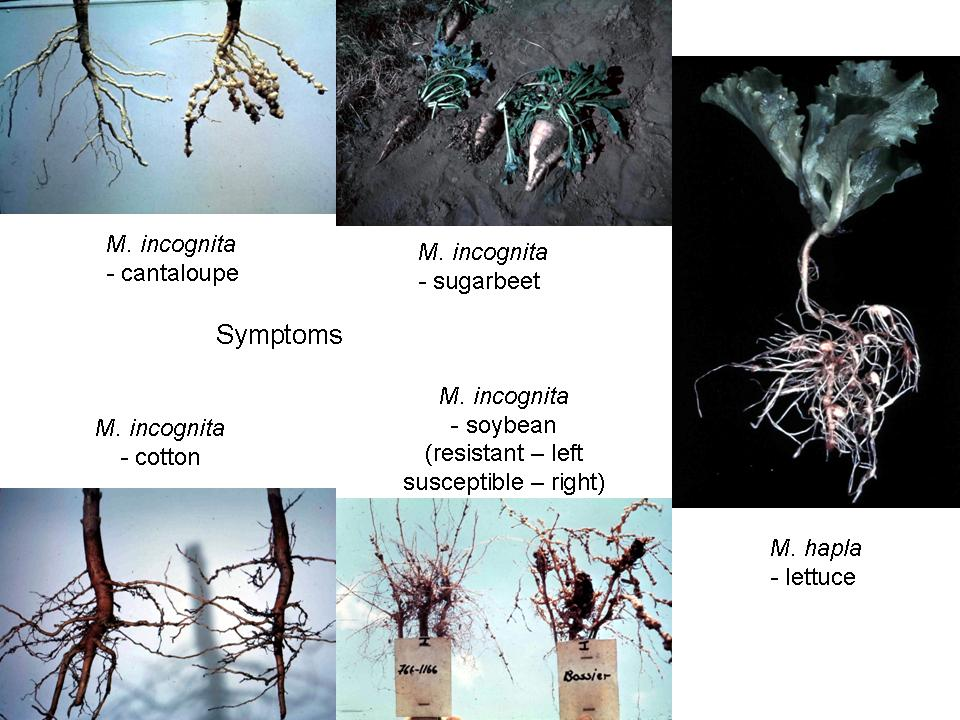 M. incognita
- cantaloupe
M. incognita
- sugarbeet
Symptoms
M. incognita
- cotton
M. incognita
- soybean
(resistant – left
susceptible – right)
M. hapla
- lettuce
766-1166
Bossier